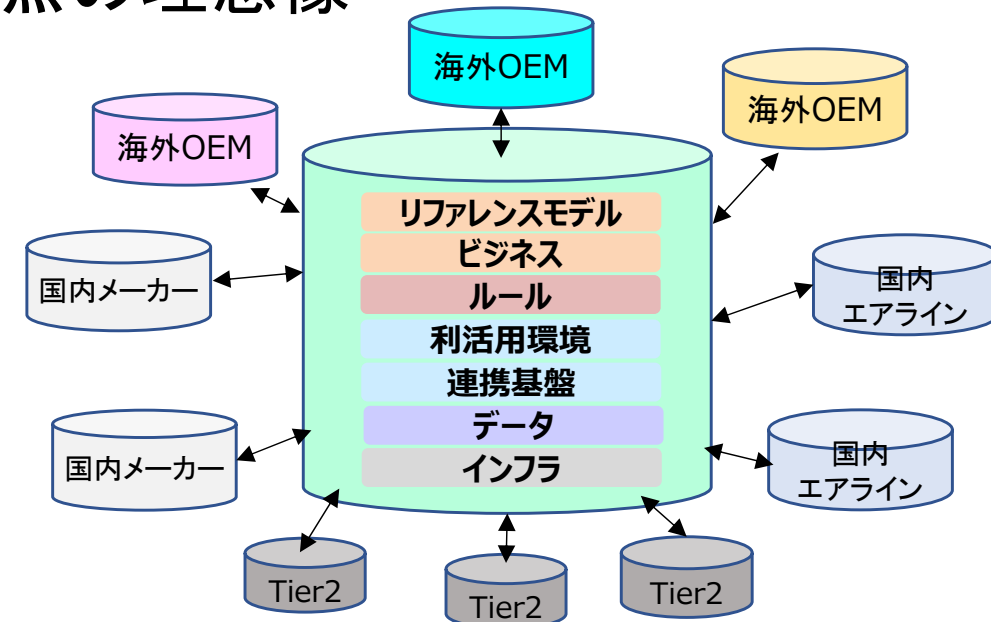 の理想像
海外OEM
海外OEM
海外OEM
リファレンスモデル
ビジネス
ルール
利活用環境
連携基盤
データ
インフラ
国内メーカー
国内
エアライン
国内メーカー
国内
エアライン
Tier2
Tier2
Tier2